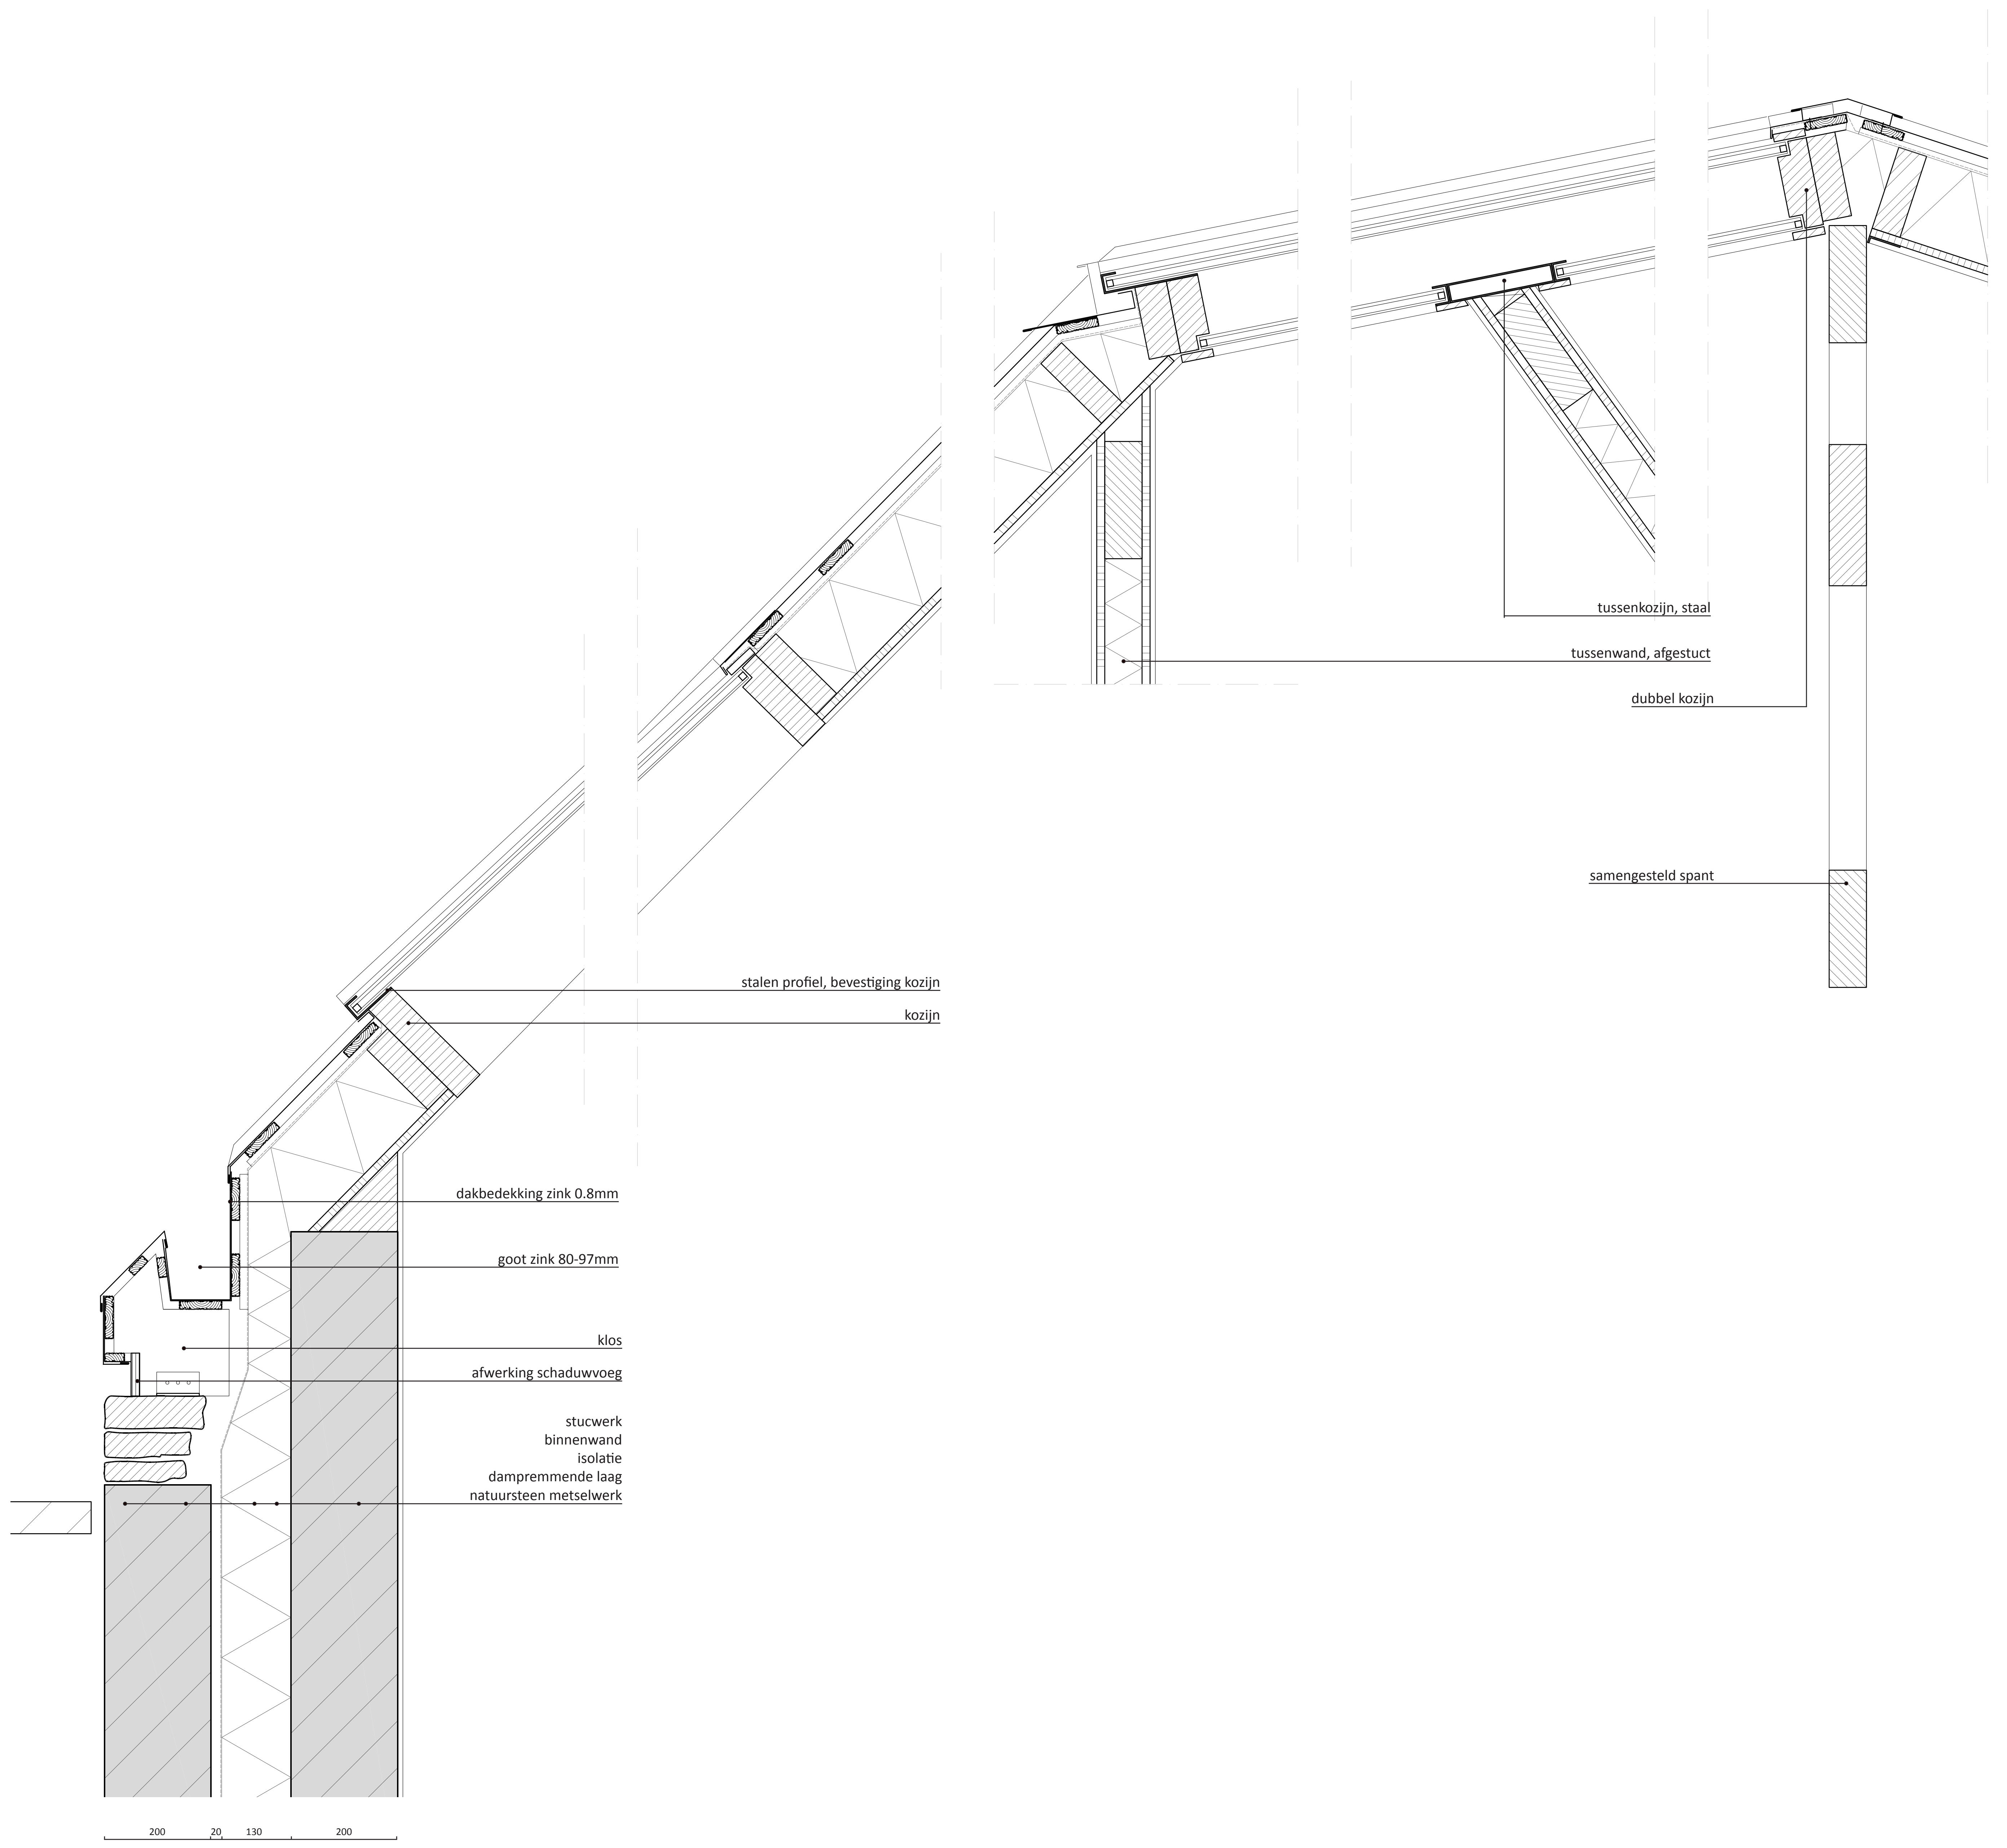 tussenkozijn, staal
tussenwand, afgestuct
dubbel kozijn
samengesteld spant
stalen profiel, bevestiging kozijn
kozijn
dakbedekking zink 0.8mm
goot zink 80-97mm
klos
afwerking schaduwvoeg
stucwerk
binnenwand
isolatie
dampremmende laag
natuursteen metselwerk
200 20 130 200